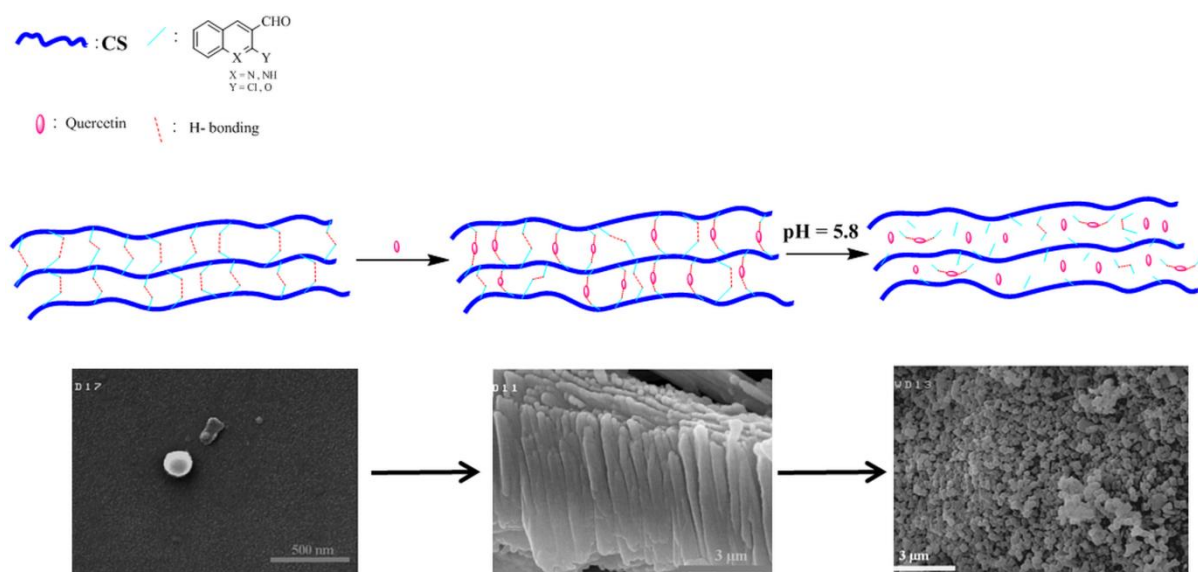 : CS
:
CHO
X
Y
X = N , NH
Y = Cl , O
: Quercetin
: H- bonding
pH = 5.8
D17
500 nm
D11
3 μm
WD13
3 μm